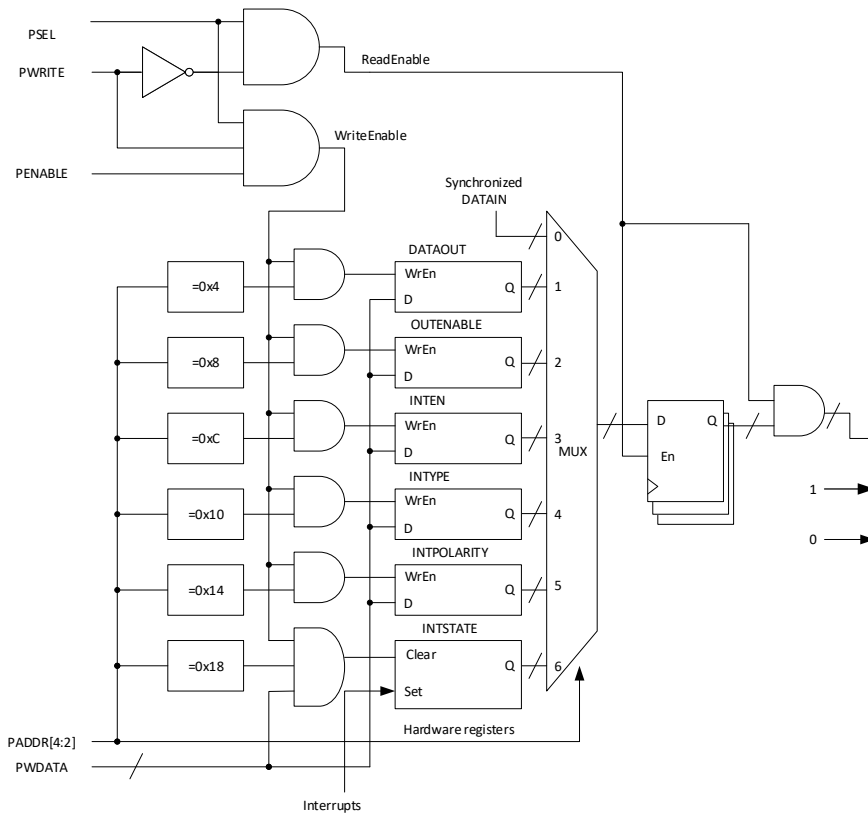 PSEL
PWRITE
ReadEnable
WriteEnable
PENABLE
Synchronized
DATAIN
0
DATAOUT
=0x4
WrEn
D
Q
1
OUTENABLE
=0x8
WrEn
D
Q
2
INTEN
=0xC
WrEn
D
Q
3
MUX
D
Q
En
INTYPE
=0x10
WrEn
D
Q
4
1
0
INTPOLARITY
=0x14
WrEn
D
Q
5
INTSTATE
=0x18
Clear
Set
Q
6
Hardware registers
PADDR[4:2]
PWDATA
Interrupts